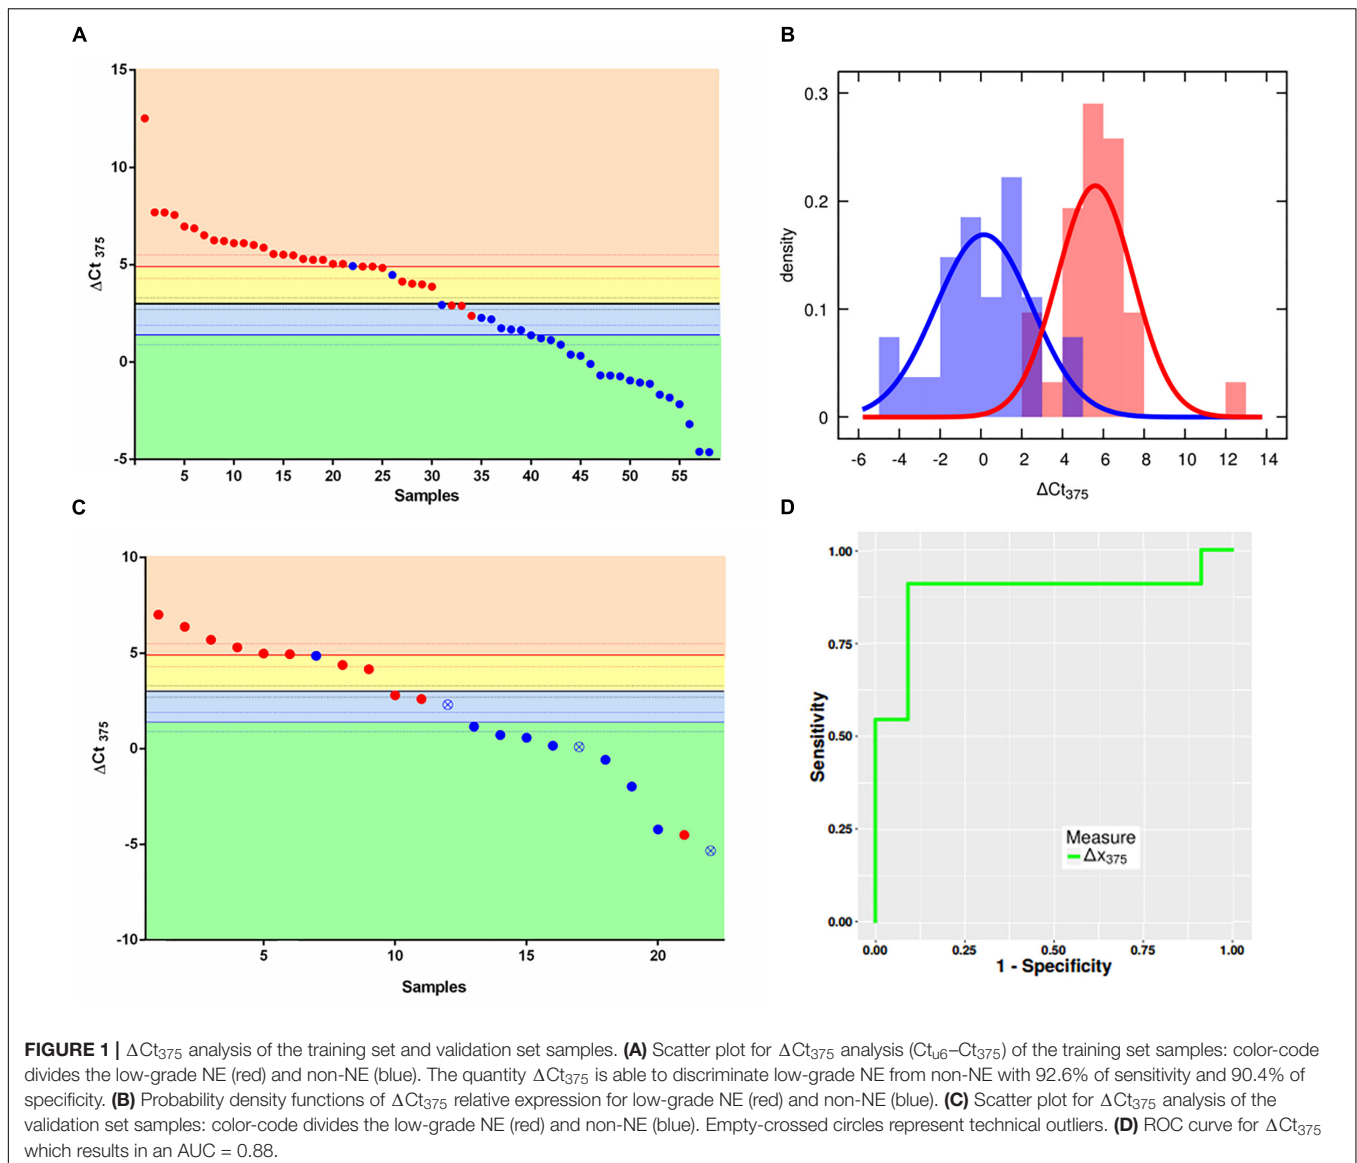 A
15
10
5
0
-5
ΔCt 375
5 10 15 20 25 30 35 40 45 50 55
Samples
B
0.3
0.2
0.1
0
density
-6 -4 -2 0 2 4 6 8 10 12 14
ΔCt375
C
10
5
0
-5
-10
ΔCt 375
5 10 15 20
Samples
D
1.00
0.75
0.50
0.25
0.00
Sensitivity
Measure
Δx375
0.00 0.25 0.50 0.75 1.00
1 - Specificity
FIGURE 1 | ΔCt375 analysis of the training set and validation set samples. (A) Scatter plot for ΔCt375 analysis (Ctu6–Ct375) of the training set samples: color-code
divides the low-grade NE (red) and non-NE (blue). The quantity ΔCt375 is able to discriminate low-grade NE from non-NE with 92.6% of sensitivity and 90.4% of
specificity. (B) Probability density functions of ΔCt375 relative expression for low-grade NE (red) and non-NE (blue). (C) Scatter plot for ΔCt375 analysis of the
validation set samples: color-code divides the low-grade NE (red) and non-NE (blue). Empty-crossed circles represent technical outliers. (D) ROC curve for ΔCt375
which results in an AUC = 0.88.